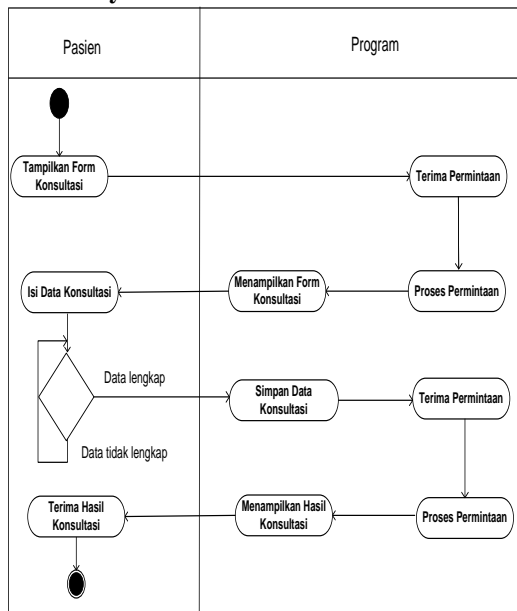 Pasien
Program
Tampilkan Form
Konsultasi
Terima Permintaan
Isi Data Konsultasi
Menampilkan Form
Konsultasi
Proses Permintaan
Data lengkap
Simpan Data
Konsultasi
Terima Permintaan
Data tidak lengkap
Terima Hasil
Konsultasi
Menampilkan Hasil
Konsultasi
Proses Permintaan